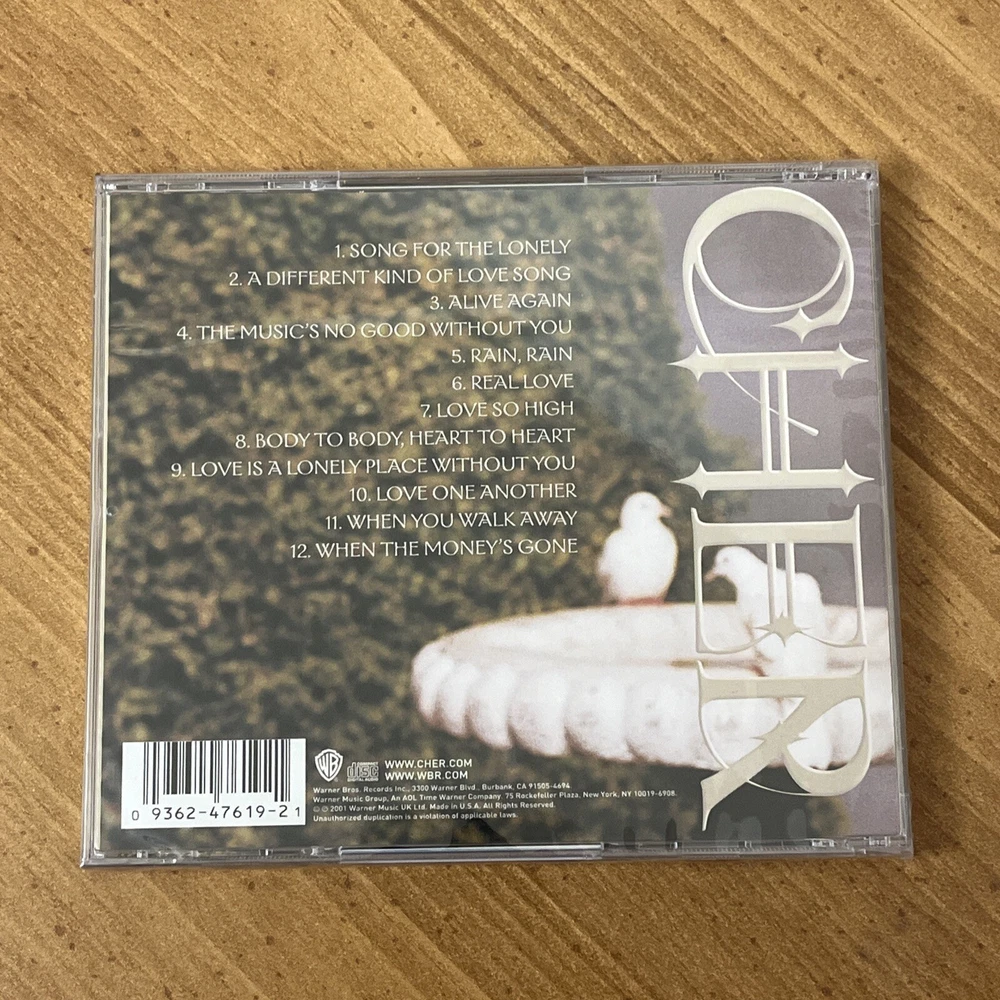 1. SONG FOR THE LONELY
2. A DIFFERENT KIND OF LOVE SONG
3. ALIVE AGAIN
4. THE MUSIC'S NO GOOD WITHOUT YOU
5. RAIN, RAIN
6. REAL LOVE
7. LOVE SO HIGH
8. BODY TO BODY, HEART TO HEART
9. LOVE IS A LONELY PLACE WITHOUT YOU
10. LOVE ONE ANOTHER
11. WHEN YOU WALK AWAY
12. WHEN THE MONEY'S GONE
CHER
0 9362-47619-2 1
WB
COMPACT
disc
DIGITAL AUDIO
WWW.CHER.COM
WWW.WBR.COM
Warner Bros. Records Inc., 3300 Warner Blvd., Burbank, CA 91505-4694
Warner Music Group, An AOL Time Warner Company. 75 Rockefeller Plaza, New York, NY 10019-6908.
℗ © 2001 Warner Music UK Ltd. Made in U.S.A. All Rights Reserved.
Unauthorized duplication is a violation of applicable laws.